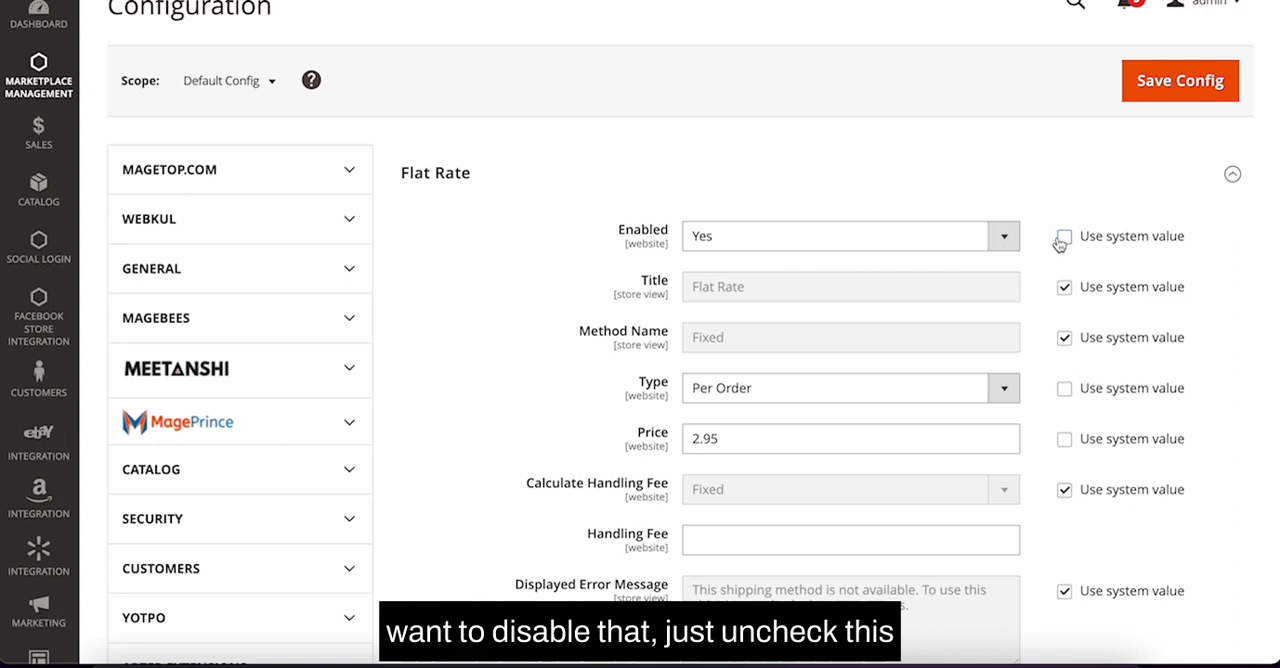 Configuration
admin
DASHBOARD
MARKETPLACE
MANAGEMENT
SALES
CATALOG
SOCIAL LOGIN
FACEBOOK
STORE
INTEGRATION
CUSTOMERS
ebay
INTEGRATION
a
INTEGRATION
INTEGRATION
MARKETING
Scope: Default Config ?
Save Config
MAGETOP.COM
WEBKUL
GENERAL
MAGEBEES
MEETANSHI
MagePrince
CATALOG
SECURITY
CUSTOMERS
YOTPO
Flat Rate
Enabled Yes Use system value
[website]
Title Flat Rate Use system value
[store view]
Method Name Fixed Use system value
[store view]
Type Per Order Use system value
[website]
Price 2.95 Use system value
[website]
Calculate Handling Fee Fixed Use system value
[website]
Handling Fee
[website]
Displayed Error Message This shipping method is not available. To use this Use system value
[store view]
want to disable that, just uncheck this